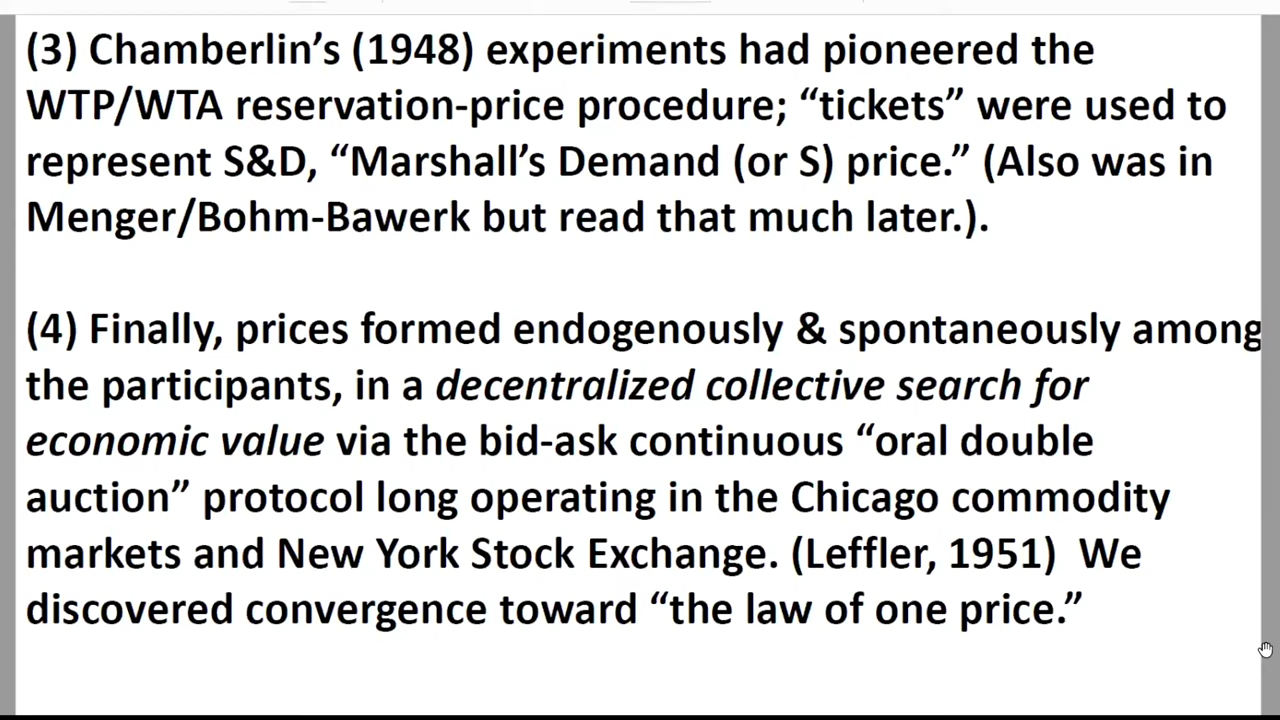 (3) Chamberlin’s (1948) experiments had pioneered the
WTP/WTA reservation-price procedure; “tickets” were used to
represent S&D, “Marshall’s Demand (or S) price.” (Also was in
Menger/Bohm-Bawerk but read that much later.).
(4) Finally, prices formed endogenously & spontaneously among
the participants, in a decentralized collective search for
economic value via the bid-ask continuous “oral double
auction” protocol long operating in the Chicago commodity
markets and New York Stock Exchange. (Leffler, 1951)  We
discovered convergence toward “the law of one price.”